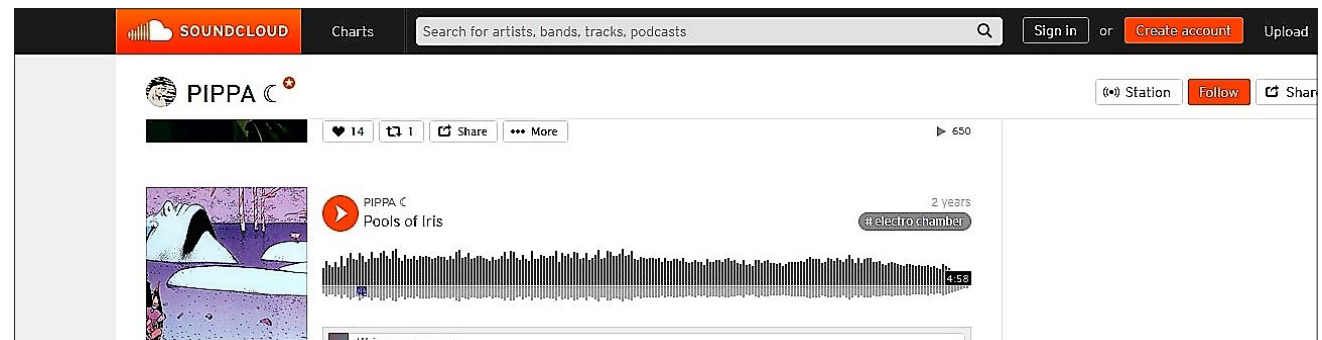 SOUNDCLOUD Charts Search for artists, bands, tracks, podcasts Sign in or Create account Upload
PIPPA ☾ Station Follow Share
14 1 Share ••• More 650
PIPPA ☾ 2 years
Pools of Iris # electro chamber
4:58